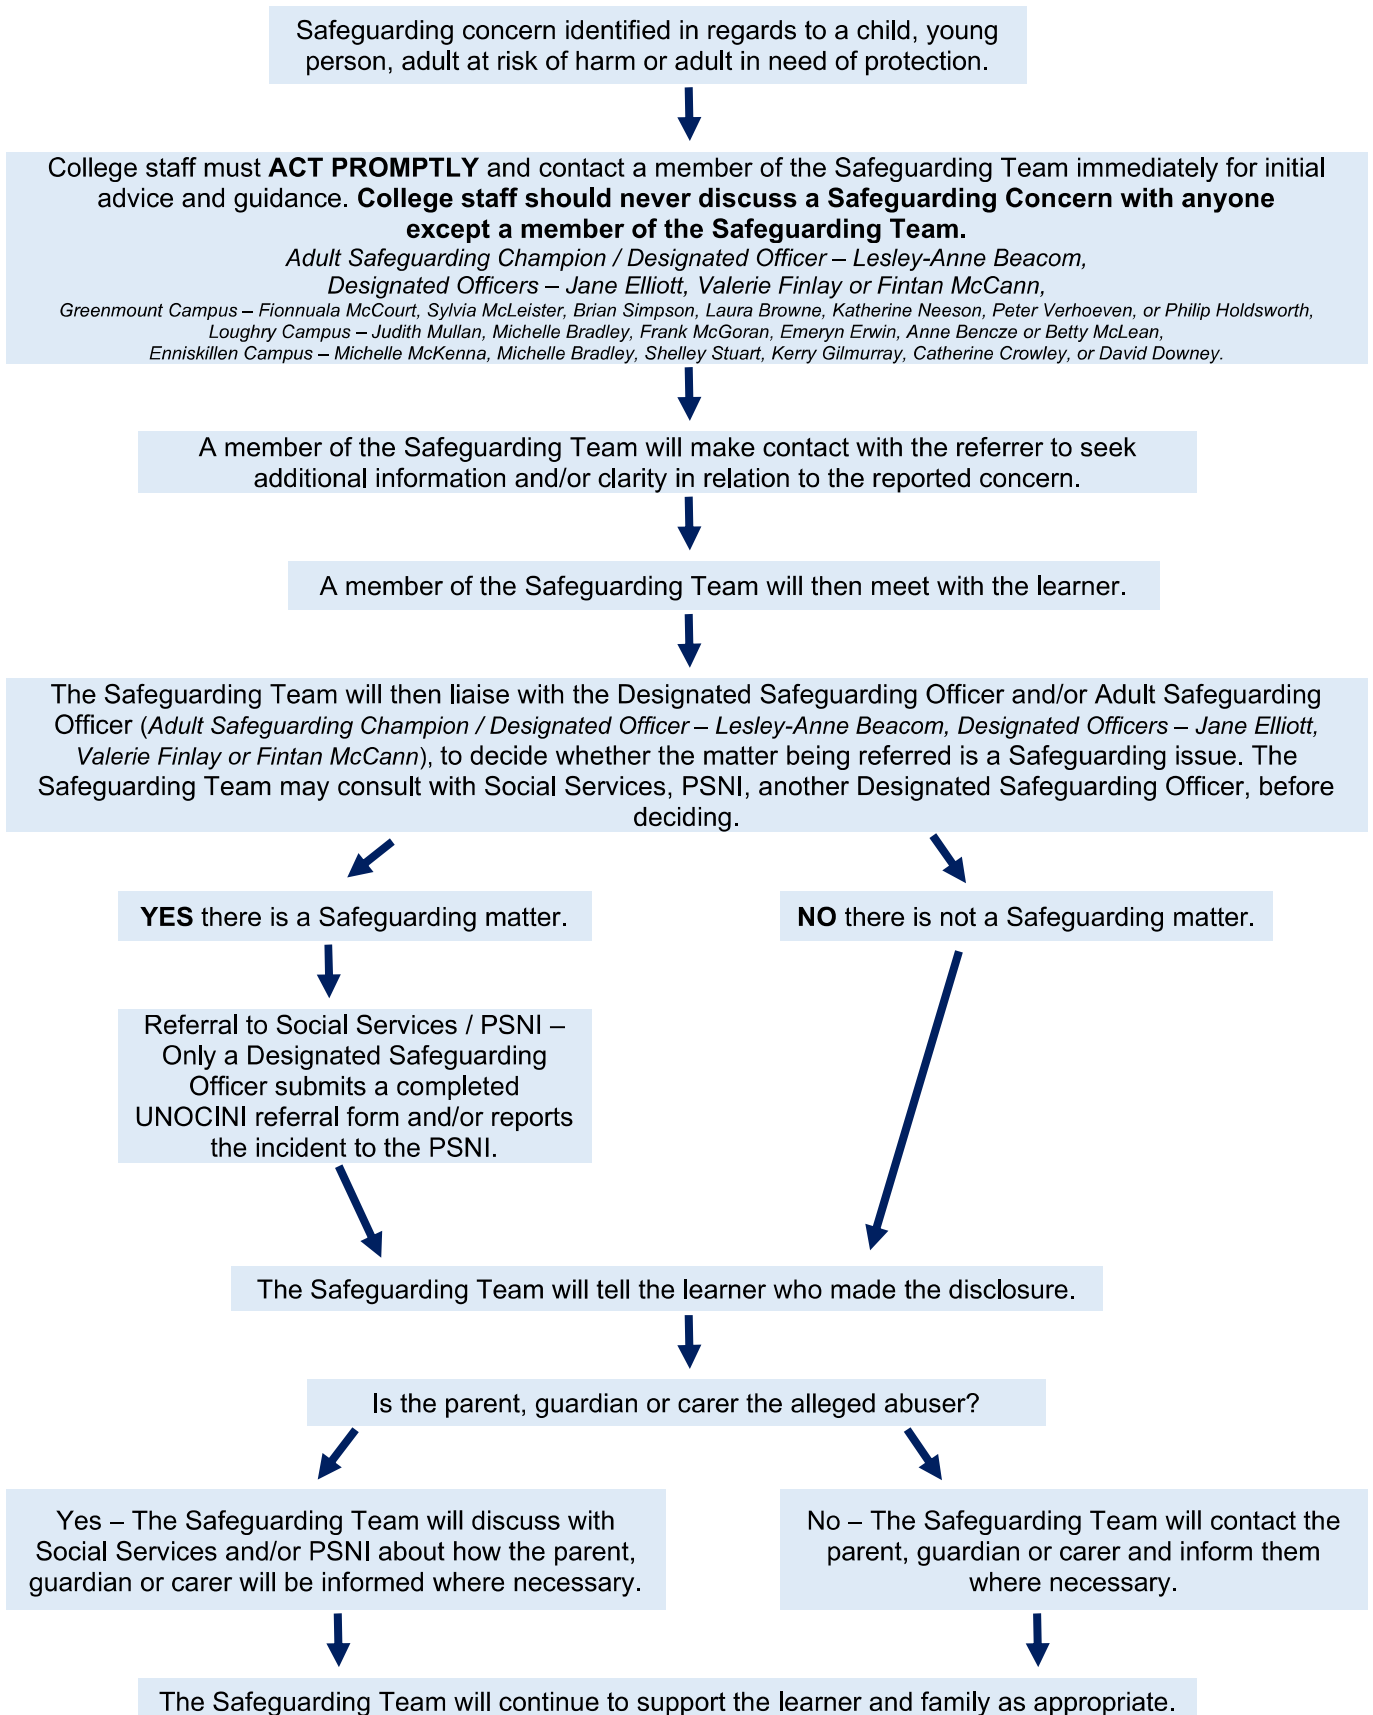 Safeguarding concern identified in regards to a child, young
person, adult at risk of harm or adult in need of protection.
College staff must ACT PROMPTLY and contact a member of the Safeguarding Team immediately for initial
advice and guidance. College staff should never discuss a Safeguarding Concern with anyone
except a member of the Safeguarding Team.
Adult Safeguarding Champion / Designated Officer – Lesley-Anne Beacom,
Designated Officers – Jane Elliott, Valerie Finlay or Fintan McCann,
Greenmount Campus – Fionnuala McCourt, Sylvia McLeister, Brian Simpson, Laura Browne, Katherine Neeson, Peter Verhoeven, or Philip Holdsworth,
Loughry Campus – Judith Mullan, Michelle Bradley, Frank McGoran, Emeryn Erwin, Anne Bencze or Betty McLean,
Enniskillen Campus – Michelle McKenna, Michelle Bradley, Shelley Stuart, Kerry Gilmurray, Catherine Crowley, or David Downey.
A member of the Safeguarding Team will make contact with the referrer to seek
additional information and/or clarity in relation to the reported concern.
A member of the Safeguarding Team will then meet with the learner.
The Safeguarding Team will then liaise with the Designated Safeguarding Officer and/or Adult Safeguarding
Officer (Adult Safeguarding Champion / Designated Officer – Lesley-Anne Beacom, Designated Officers – Jane Elliott,
Valerie Finlay or Fintan McCann), to decide whether the matter being referred is a Safeguarding issue. The
Safeguarding Team may consult with Social Services, PSNI, another Designated Safeguarding Officer, before
deciding.
YES there is a Safeguarding matter.
NO there is not a Safeguarding matter.
Referral to Social Services / PSNI –
Only a Designated Safeguarding
Officer submits a completed
UNOCINI referral form and/or reports
the incident to the PSNI.
The Safeguarding Team will tell the learner who made the disclosure.
Is the parent, guardian or carer the alleged abuser?
Yes – The Safeguarding Team will discuss with
Social Services and/or PSNI about how the parent,
guardian or carer will be informed where necessary.
No – The Safeguarding Team will contact the
parent, guardian or carer and inform them
where necessary.
The Safeguarding Team will continue to support the learner and family as appropriate.